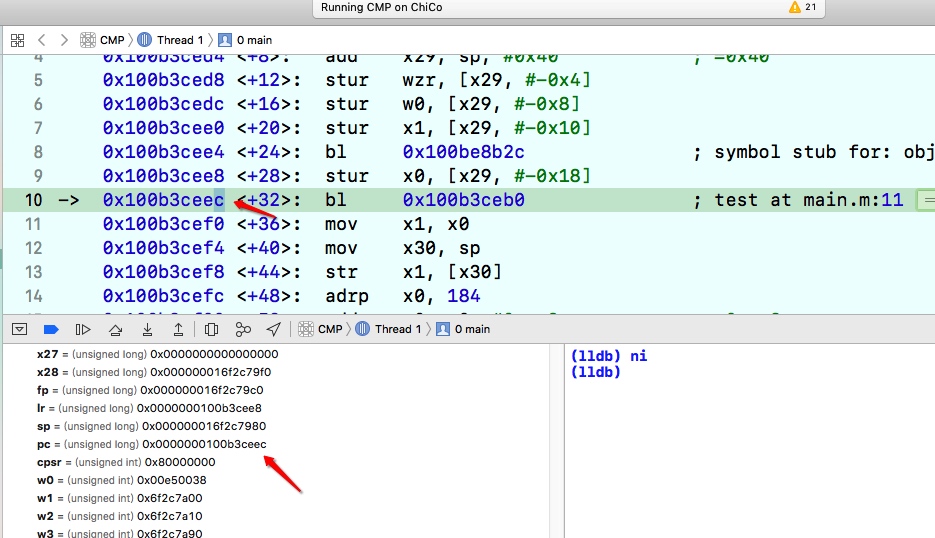 Running CMP on ChiCo 21
CMP Thread 1 0 main
4 0x100b3ced4 <+8>: add x29, sp, #0x40 ; =0x40
5 0x100b3ced8 <+12>: stur wzr, [x29, #-0x4]
6 0x100b3cedc <+16>: stur w0, [x29, #-0x8]
7 0x100b3cee0 <+20>: stur x1, [x29, #-0x10]
8 0x100b3cee4 <+24>: bl 0x100be8b2c ; symbol stub for: obj
9 0x100b3cee8 <+28>: stur x0, [x29, #-0x18]
10 -> 0x100b3ceec <+32>: bl 0x100b3ceb0 ; test at main.m:11
11 0x100b3cef0 <+36>: mov x1, x0
12 0x100b3cef4 <+40>: mov x30, sp
13 0x100b3cef8 <+44>: str x1, [x30]
14 0x100b3cefc <+48>: adrp x0, 184
CMP Thread 1 0 main
x27 = (unsigned long) 0x0000000000000000
x28 = (unsigned long) 0x000000016f2c79f0
fp = (unsigned long) 0x000000016f2c79c0
lr = (unsigned long) 0x0000000100b3cee8
sp = (unsigned long) 0x000000016f2c7980
pc = (unsigned long) 0x0000000100b3ceec
cpsr = (unsigned int) 0x80000000
w0 = (unsigned int) 0x00e50038
w1 = (unsigned int) 0x6f2c7a00
w2 = (unsigned int) 0x6f2c7a10
w3 = (unsigned int) 0x6f2c7a90
(lldb) ni
(lldb)